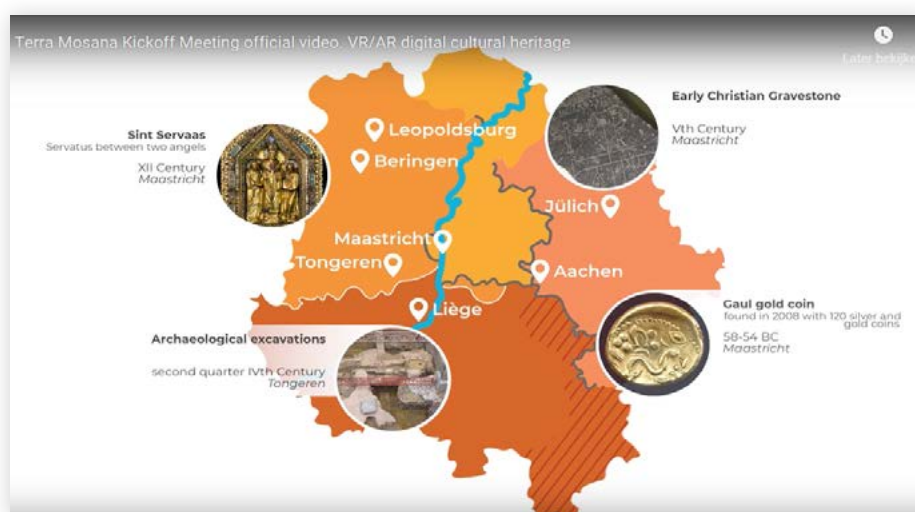 Terra Mosana Kickoff Meeting official video. VR/AR digital cultural heritage
Later bekijken
Early Christian Gravestone
Vth Century
Maastricht
Sint Servaas
Servatus between two angels
XII Century
Maastricht
Leopoldsburg
Beringen
Jülich
Maastricht
Tongeren
Aachen
Liège
Gaul gold coin
found in 2008 with 120 silver and
gold coins
58-54 BC
Maastricht
Archaeological excavations
second quarter IVth Century
Tongeren